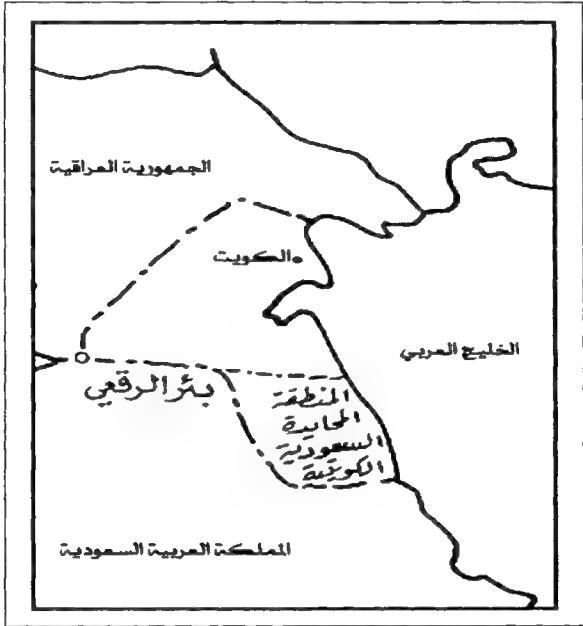 الجمهورية العراقية
الكويت
الخليج العربي
بئر الرقعي
المنطقة
المحايدة
السعودية
الكويتية
المملكة العربية السعودية